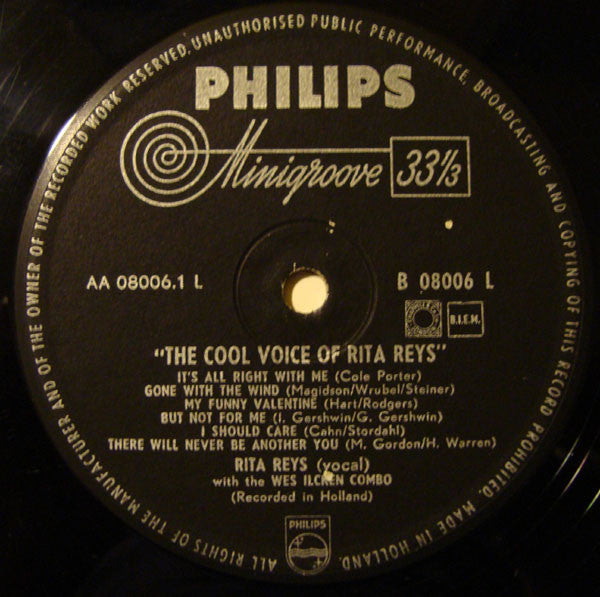 ALL RIGHTS OF THE MANUFACTURER AND OF THE OWNER OF THE RECORDED WORK RESERVED. UNAUTHORISED PUBLIC PERFORMANCE, BROADCASTING AND COPYING OF THIS RECORD PROHIBITED. MADE IN HOLLAND.
PHILIPS
Minigroove 33⅓
AA 08006.1 L
B 08006 L
B.I.E.M.
"THE COOL VOICE OF RITA REYS"
IT'S ALL RIGHT WITH ME (Cole Porter)
GONE WITH THE WIND (Magidson/Wrubel/Steiner)
MY FUNNY VALENTINE (Hart/Rodgers)
BUT NOT FOR ME (I. Gershwin/G. Gershwin)
I SHOULD CARE (Cahn/Stordahl)
THERE WILL NEVER BE ANOTHER YOU (M. Gordon/H. Warren)
RITA REYS (vocal)
with the WES ILCKEN COMBO
(Recorded in Holland)
PHILIPS